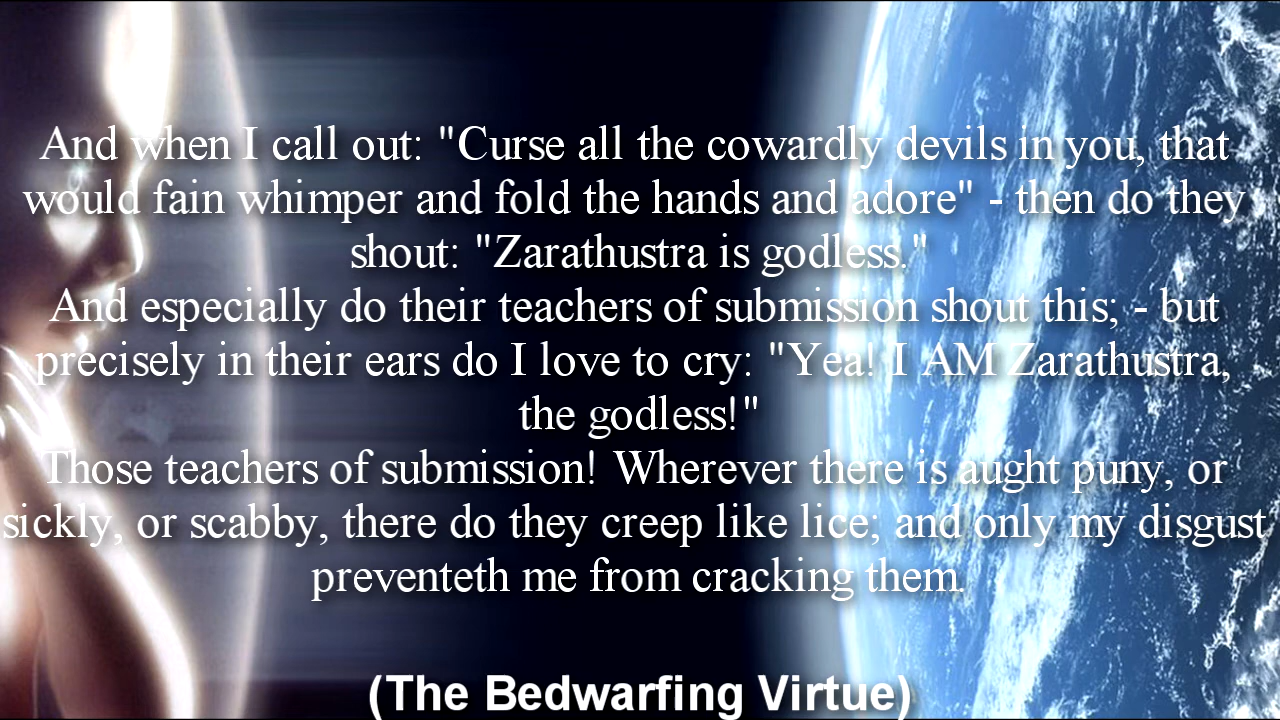 And when I call out: "Curse all the cowardly devils in you, that
would fain whimper and fold the hands and adore" - then do they
shout: "Zarathustra is godless."
And especially do their teachers of submission shout this; - but
precisely in their ears do I love to cry: "Yea! I AM Zarathustra,
the godless!"
Those teachers of submission! Wherever there is aught puny, or
sickly, or scabby, there do they creep like lice; and only my disgust
preventeth me from cracking them.
(The Bedwarfing Virtue)